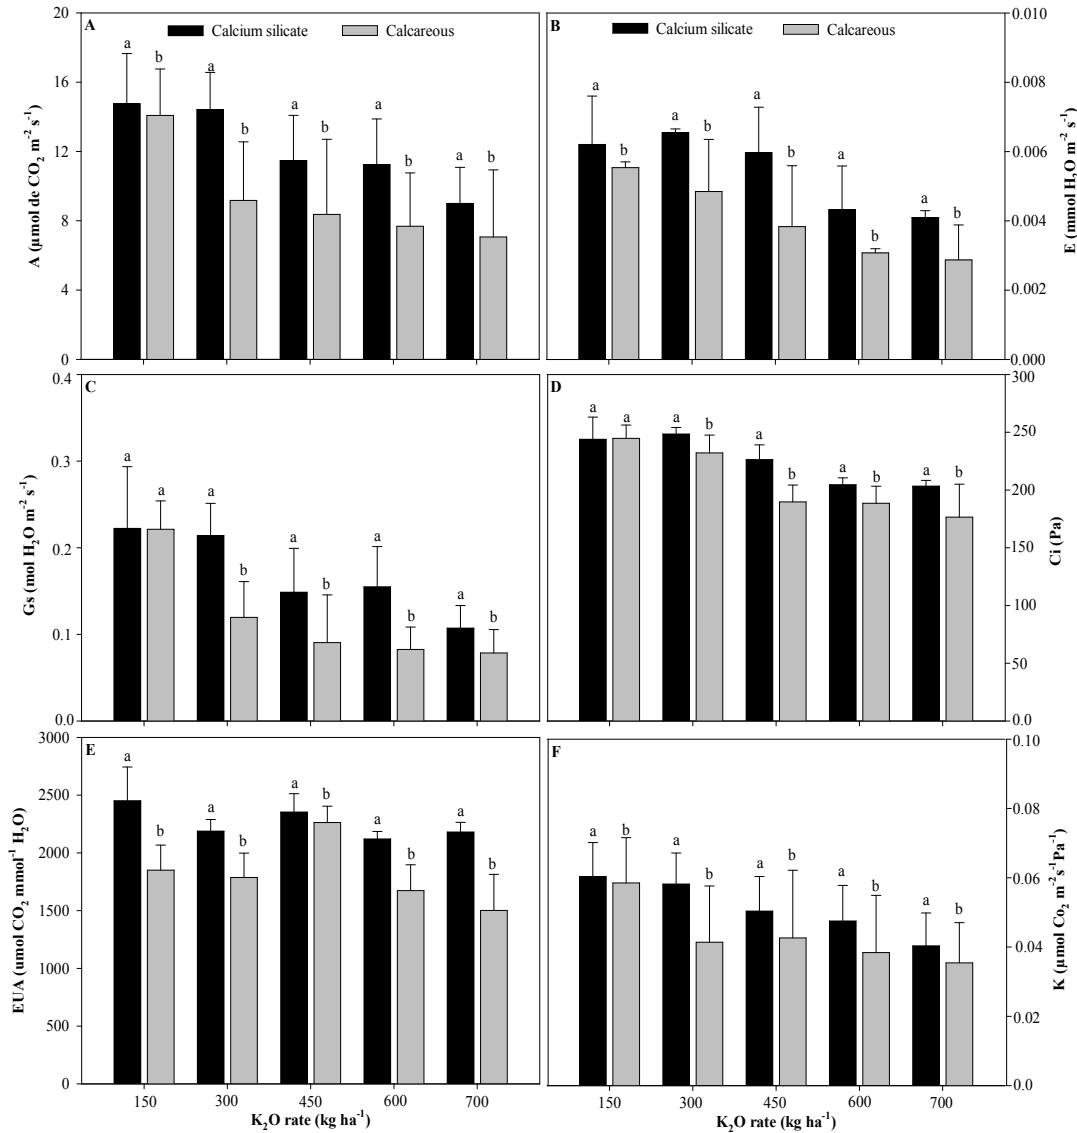 A
Calcium silicate
Calcareous
20
16
12
8
4
0
A (µmol de CO₂ m⁻² s⁻¹)
a b a b a b a b a b
B
Calcium silicate
Calcareous
0.010
0.008
0.006
0.004
0.002
0.000
E (mmol H₂O m⁻² s⁻¹)
a b a b a b a b a b
C
0.4
0.3
0.2
0.1
0.0
Gs (mol H₂O m⁻² s⁻¹)
a a a b a b a b a b
D
300
250
200
150
100
50
0.0
Ci (Pa)
a a a b a b a b a b
E
3000
2500
2000
1500
1000
500
0
EUA (umol CO₂ mmol⁻¹ H₂O)
a b a b a b a b a b
150 300 450 600 700
K₂O rate (kg ha⁻¹)
F
0.10
0.08
0.06
0.04
0.02
0.0
K (µmol Co₂ m⁻²s⁻¹Pa⁻¹)
a b a b a b a b a b
150 300 450 600 700
K₂O rate (kg ha⁻¹)